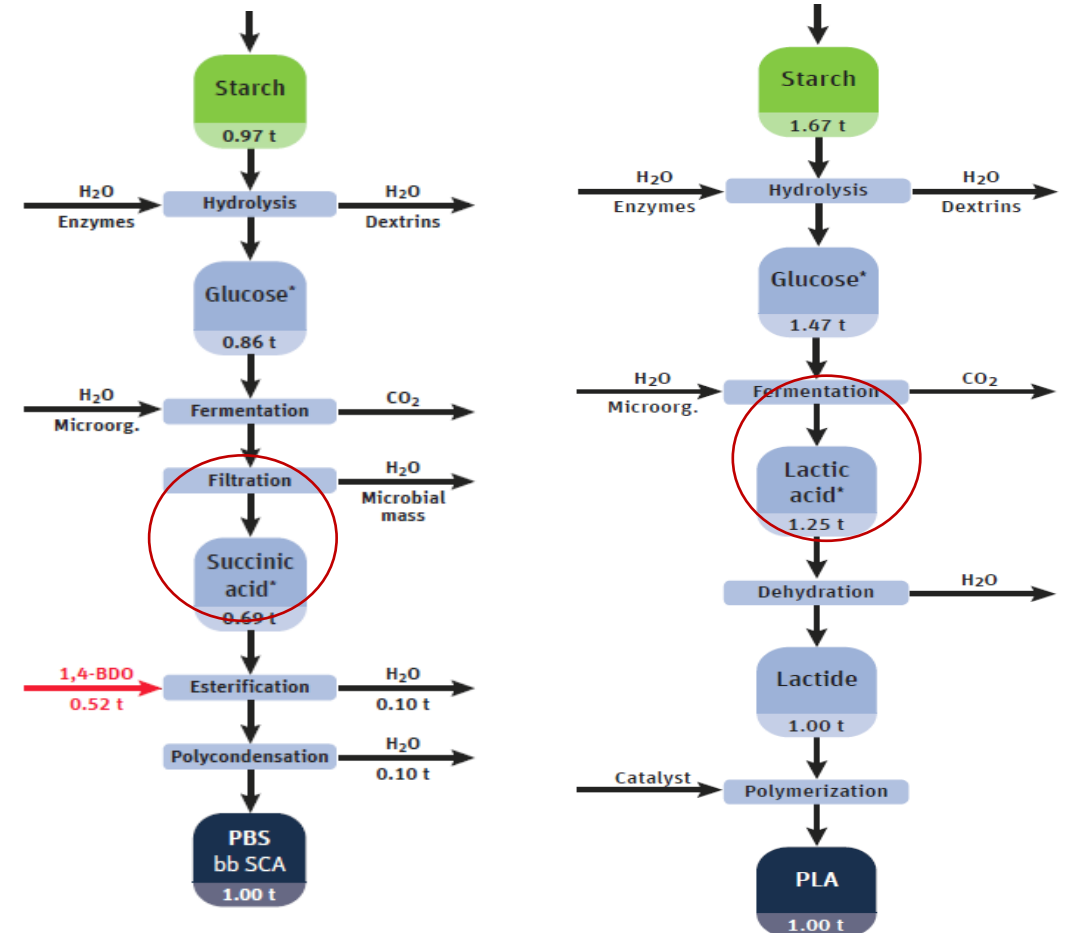 Starch
0.97 t
H₂O
Enzymes
Hydrolysis
H₂O
Dextrins
Glucose*
0.86 t
H₂O
Microorg.
Fermentation
CO₂
Filtration
H₂O
Microbial
mass
Succinic
acid*
0.69 t
1,4-BDO
0.52 t
Esterification
H₂O
0.10 t
Polycondensation
H₂O
0.10 t
PBS
bb SCA
1.00 t
Starch
1.67 t
H₂O
Enzymes
Hydrolysis
H₂O
Dextrins
Glucose*
1.47 t
H₂O
Microorg.
Fermentation
CO₂
Lactic
acid*
1.25 t
Dehydration
H₂O
Lactide
1.00 t
Catalyst
Polymerization
PLA
1.00 t